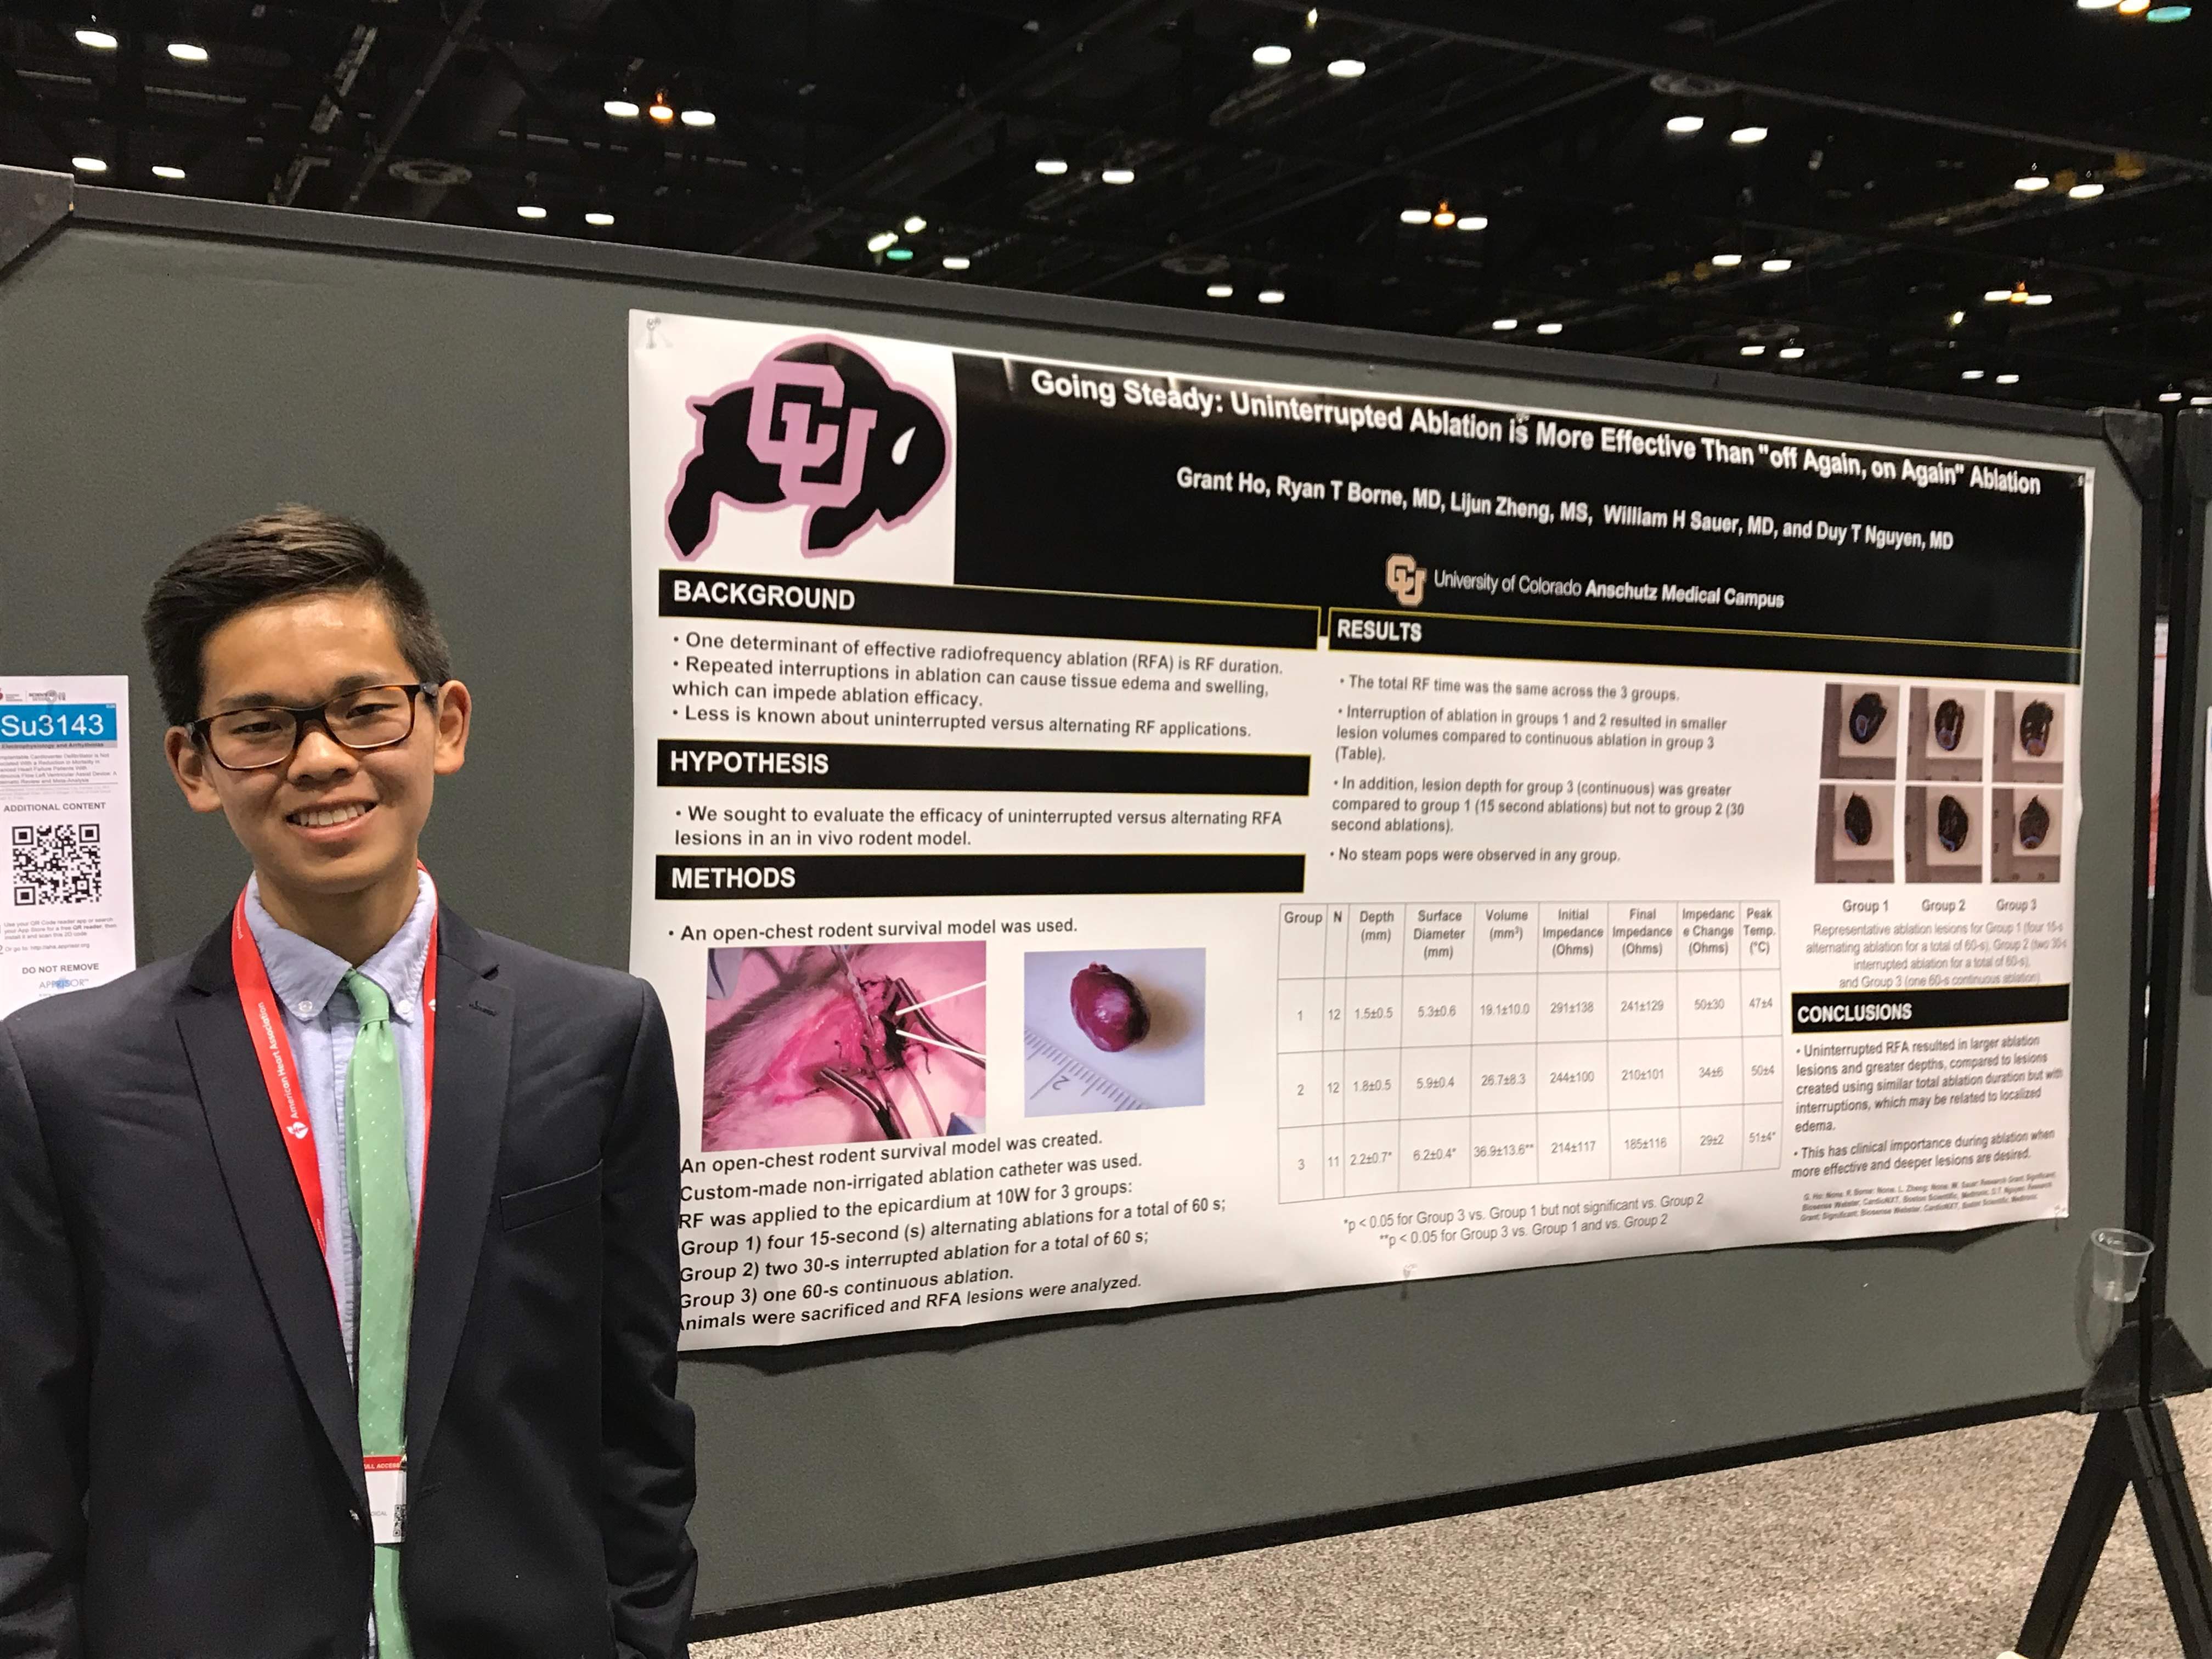 Going Steady: Uninterrupted Ablation is More Effective Than "off Again, on Again" Ablation
Grant Ho, Ryan T Borne, MD, Lijun Zheng, MS, William H Sauer, MD, and Duy T Nguyen, MD
CU University of Colorado Anschutz Medical Campus
CU
BACKGROUND
• One determinant of effective radiofrequency ablation (RFA) is RF duration.
• Repeated interruptions in ablation can cause tissue edema and swelling,
which can impede ablation efficacy.
• Less is known about uninterrupted versus alternating RF applications.
HYPOTHESIS
• We sought to evaluate the efficacy of uninterrupted versus alternating RFA
lesions in an in vivo rodent model.
METHODS
• An open-chest rodent survival model was used.
2
An open-chest rodent survival model was created.
Custom-made non-irrigated ablation catheter was used.
RF was applied to the epicardium at 10W for 3 groups:
Group 1) four 15-second (s) alternating ablations for a total of 60 s;
Group 2) two 30-s interrupted ablation for a total of 60 s;
Group 3) one 60-s continuous ablation.
nimals were sacrificed and RFA lesions were analyzed.
RESULTS
• The total RF time was the same across the 3 groups.
• Interruption of ablation in groups 1 and 2 resulted in smaller
lesion volumes compared to continuous ablation in group 3
(Table).
• In addition, lesion depth for group 3 (continuous) was greater
compared to group 1 (15 second ablations) but not to group 2 (30
second ablations).
• No steam pops were observed in any group.
Group N Depth (mm) Surface Diameter (mm) Volume (mm³) Initial Impedance (Ohms) Final Impedance (Ohms) Impedanc e Change (Ohms) Peak Temp. (°C)
1 12 1.5±0.5 5.3±0.6 19.1±10.0 291±138 241±129 50±30 47±4
2 12 1.8±0.5 5.9±0.4 26.7±8.3 244±100 210±101 34±6 50±4
3 11 2.2±0.7* 6.2±0.4* 36.9±13.6** 214±117 185±116 29±2 51±4*
*p < 0.05 for Group 3 vs. Group 1 but not significant vs. Group 2
**p < 0.05 for Group 3 vs. Group 1 and vs. Group 2
Group 1 Group 2 Group 3
Representative ablation lesions for Group 1 (four 15-s
alternating ablation for a total of 60-s), Group 2 (two 30-s
interrupted ablation for a total of 60-s),
and Group 3 (one 60-s continuous ablation)
CONCLUSIONS
• Uninterrupted RFA resulted in larger ablation
lesions and greater depths, compared to lesions
created using similar total ablation duration but with
interruptions, which may be related to localized
edema.
• This has clinical importance during ablation when
more effective and deeper lesions are desired.
Su3143
Electrophysiology and Arrhythmias
ADDITIONAL CONTENT
DO NOT REMOVE
American Heart Association
ULL ACCESS